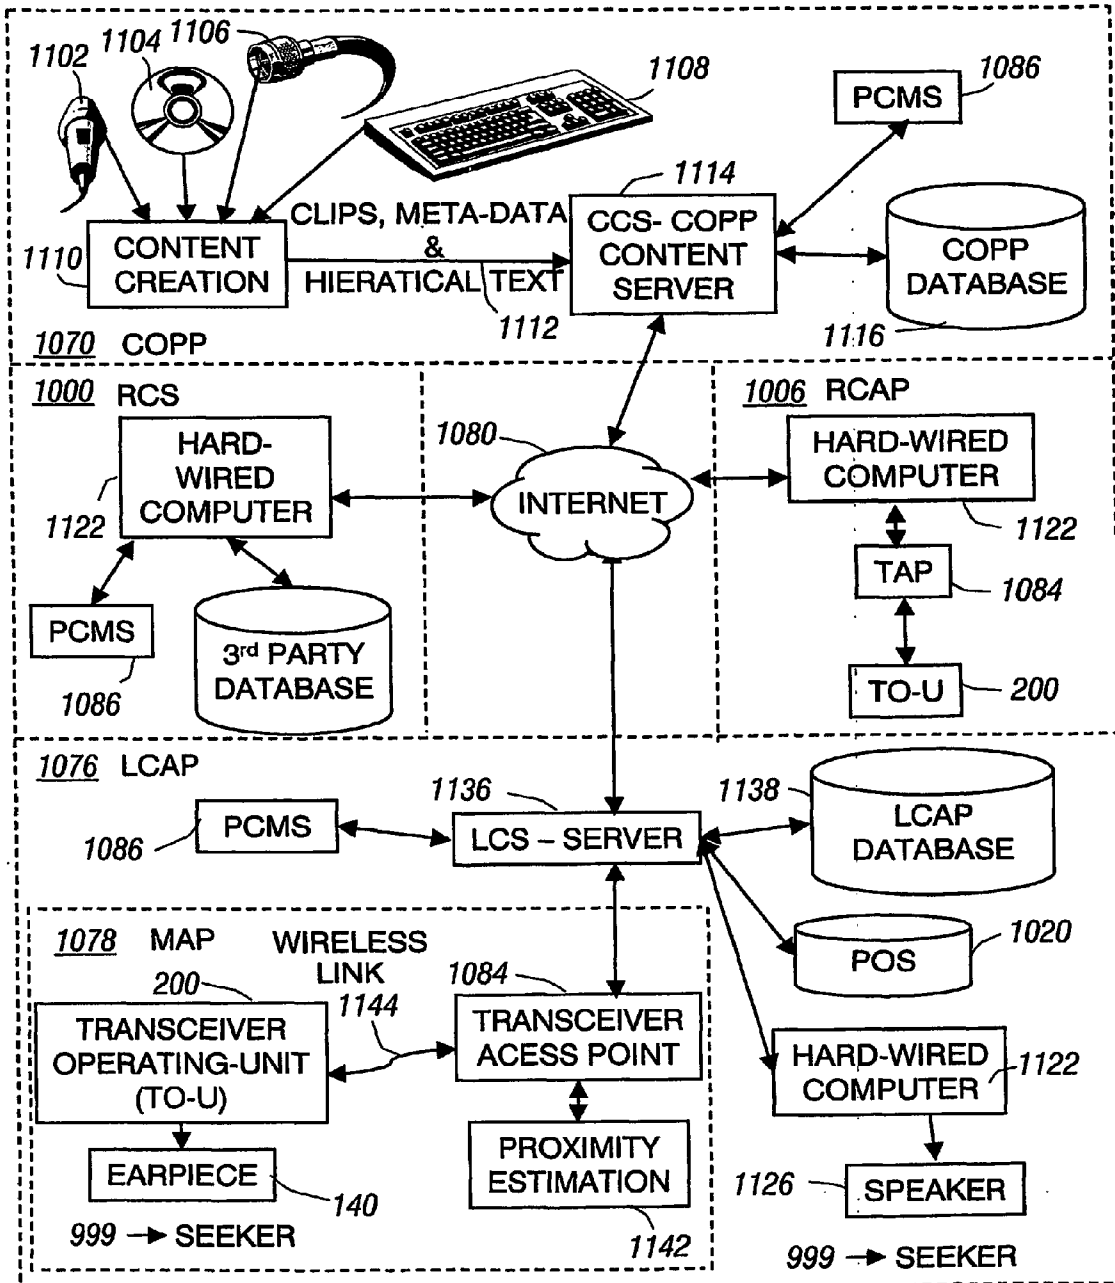 1102
1104
1106
1108
PCMS
1086
1114
CLIPS, META-DATA
&
HIERATICAL TEXT
1112
1110
CONTENT
CREATION
CCS- COPP
CONTENT
SERVER
COPP
DATABASE
1116
1070 COPP
1000 RCS
HARD-
WIRED
COMPUTER
1122
PCMS
1086
3rd PARTY
DATABASE
1080
INTERNET
1006 RCAP
HARD-WIRED
COMPUTER
1122
TAP
1084
TO-U
200
1076 LCAP
PCMS
1086
1136
LCS – SERVER
1138
LCAP
DATABASE
POS
1020
1078 MAP
WIRELESS
LINK
200
1144
1084
TRANSCEIVER
OPERATING-UNIT
(TO-U)
TRANSCEIVER
ACESS POINT
EARPIECE
140
PROXIMITY
ESTIMATION
1142
999 → SEEKER
HARD-WIRED
COMPUTER
1122
1126
SPEAKER
999 → SEEKER